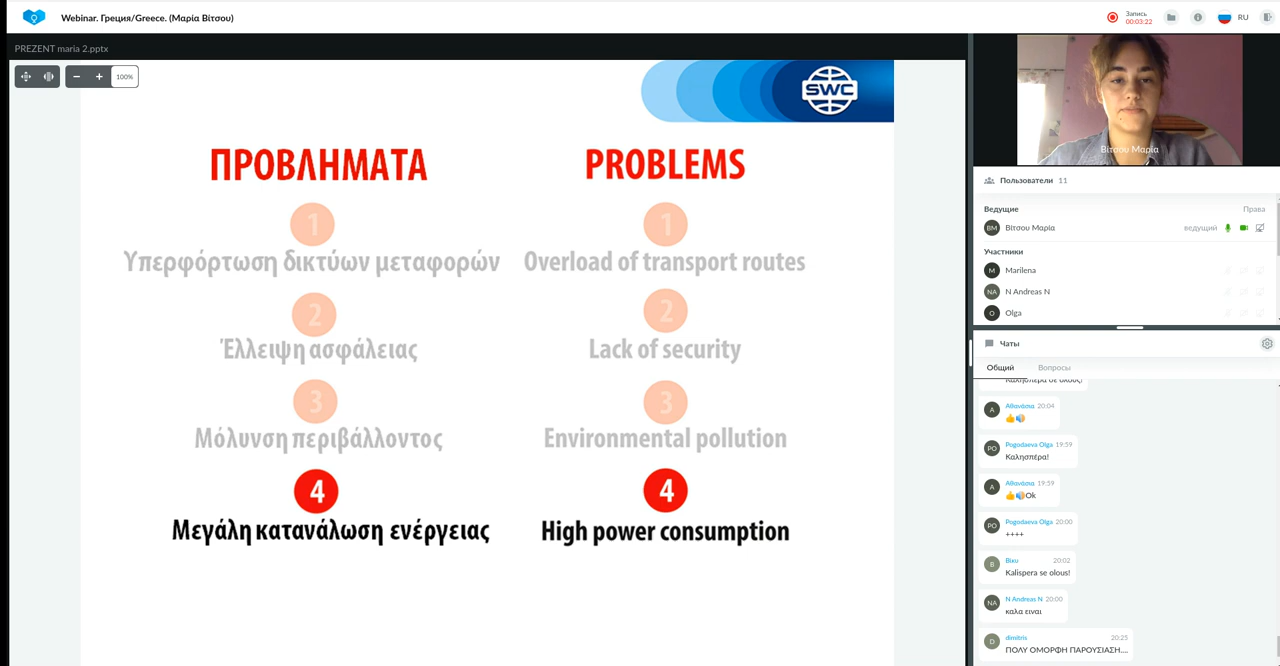 Webinar. Греция/Greece. (Μαρία Βίτσου)
Запись
00:03:22
RU
PREZENT maria 2.pptx
100%
SWC
ΠΡΟΒΛΗΜΑΤΑ
1
Υπερφόρτωση δικτύων μεταφορών
2
Έλλειψη ασφάλειας
3
Μόλυνση περιβάλλοντος
4
Μεγάλη κατανάλωση ενέργειας
PROBLEMS
1
Overload of transport routes
2
Lack of security
3
Environmental pollution
4
High power consumption
Βίτσου Μαρία
Пользователи 11
Ведущие Права
ВМ Βίτσου Μαρία ведущий
Участники
M Marilena
NA N Andreas N
O Olga
Чаты
Общий Вопросы
Καλησπέρα σε όλους!
A Αθανάσια 20:04
PO Pogodaeva Olga 19:59
Καλησπέρα!
A Αθανάσια 19:59
👍Ok
PO Pogodaeva Olga 20:00
++++
B Βίκυ 20:02
Kalispera se olous!
NA N Andreas N 20:00
καλα ειναι
D dimitris 20:25
ΠΟΛΥ ΟΜΟΡΦΗ ΠΑΡΟΥΣΙΑΣΗ....